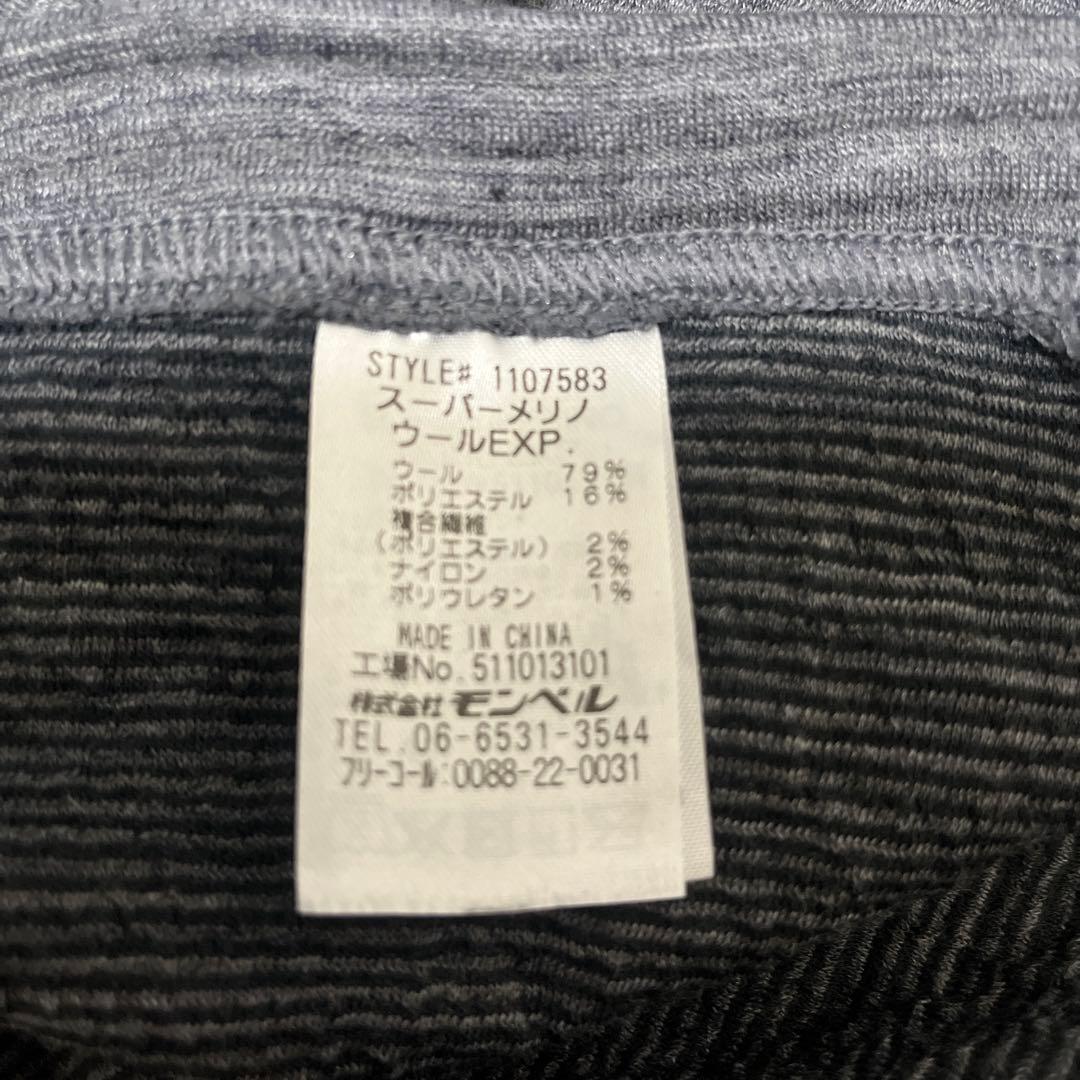 STYLE# 1107583
スーパーメリノ
ウールEXP.
ウール 79%
ポリエステル 16%
複合繊維
(ポリエステル) 2%
ナイロン 2%
ポリウレタン 1%
MADE IN CHINA
工場No.511013101
株式会社モンベル
TEL.06-6531-3544
フリーコール:0088-22-0031